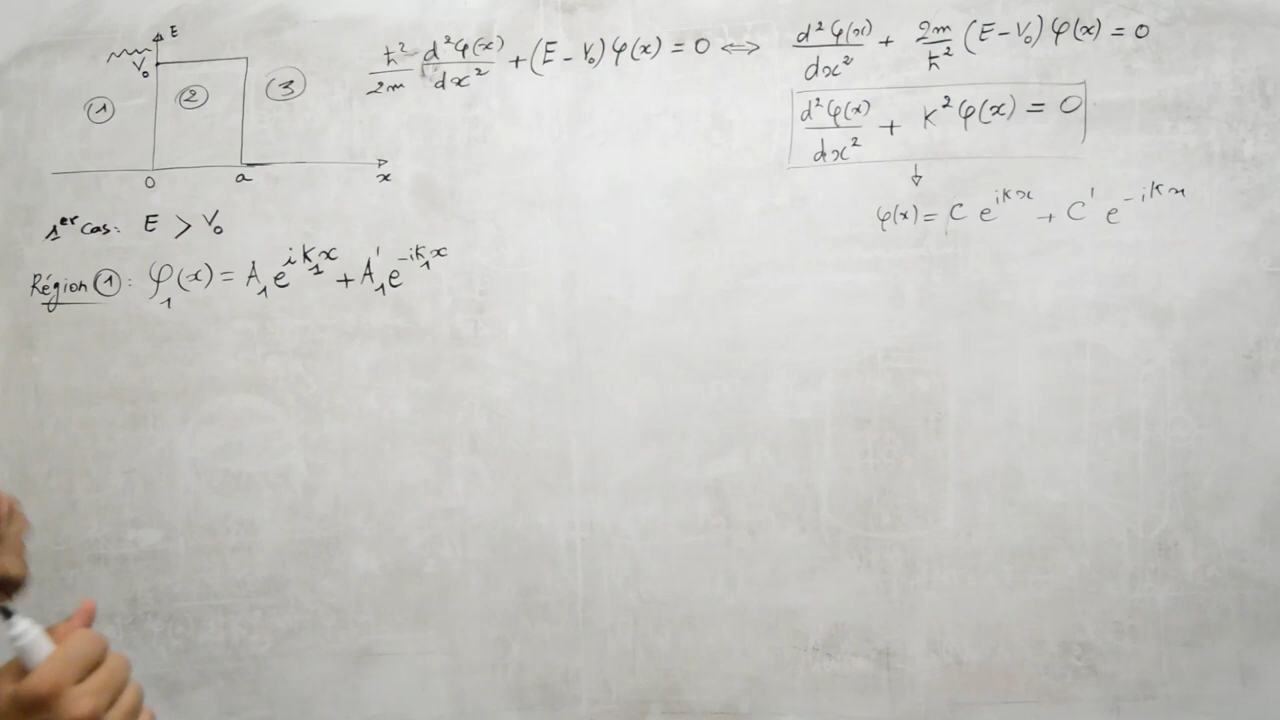 E
V₀
① ② ③
0 a x
ħ²/2m d²φ(x)/dx² + (E - V₀) φ(x) = 0 ⇔ d²φ(x)/dx² + 2m/ħ² (E - V₀) φ(x) = 0
d²φ(x)/dx² + K² φ(x) = 0
↓
φ(x) = C e^{iKx} + C' e^{-iKx}
1er cas: E > V₀
Région ①: φ₁(x) = A₁ e^{iK₁x} + A'₁ e^{-iK₁x}